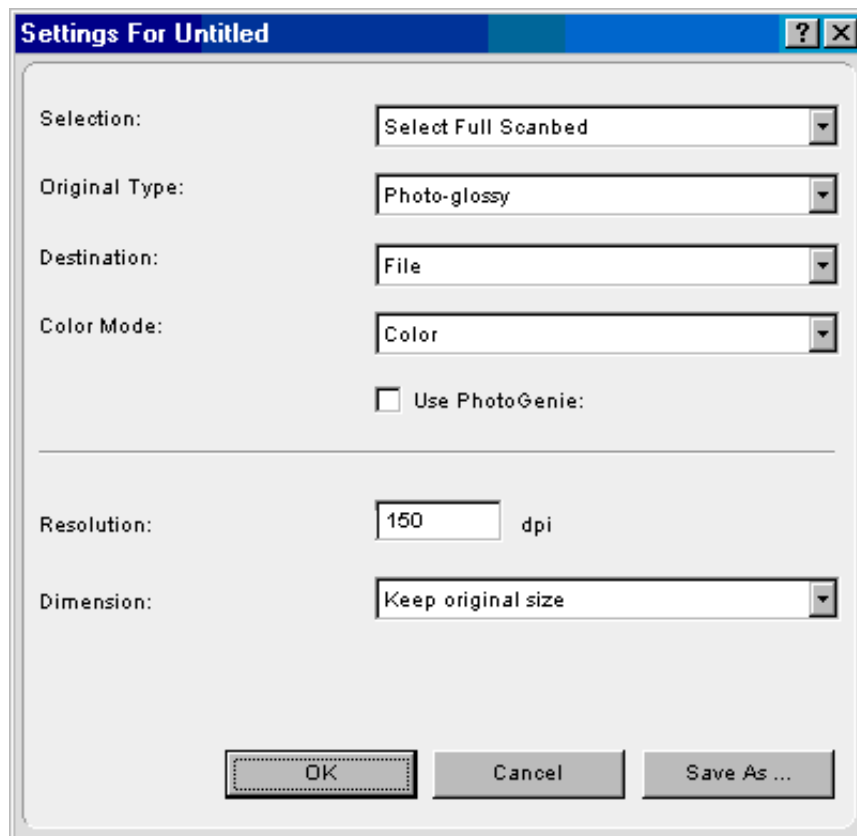 Settings For Untitled
Selection: Select Full Scanbed
Original Type: Photo-glossy
Destination: File
Color Mode: Color
Use PhotoGenie:
Resolution: 150 dpi
Dimension: Keep original size
OK Cancel Save As ...